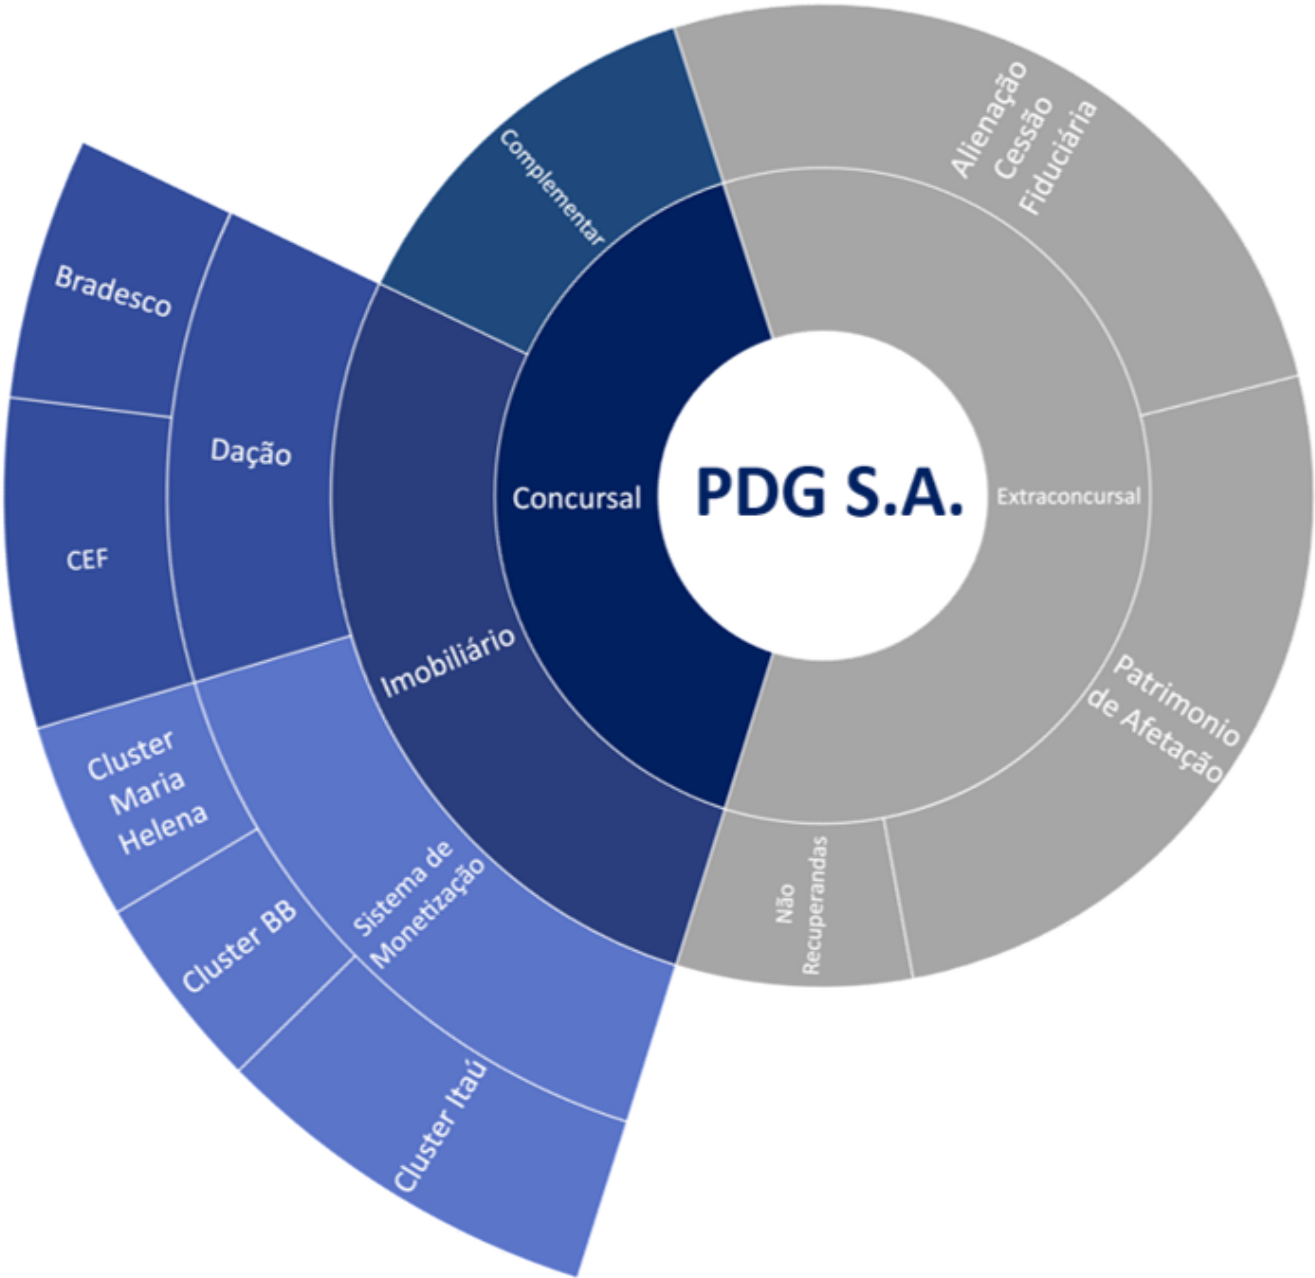 Alienação
Cessão
Fiduciária
Complementar
Bradesco
Dação
Concursal
PDG S.A.
Extraconcursal
CEF
Imobiliário
Patrimonio
de Afetação
Cluster
Maria
Helena
Sistema de
Monetização
Não
Recuperandas
Cluster BB
Cluster Itaú